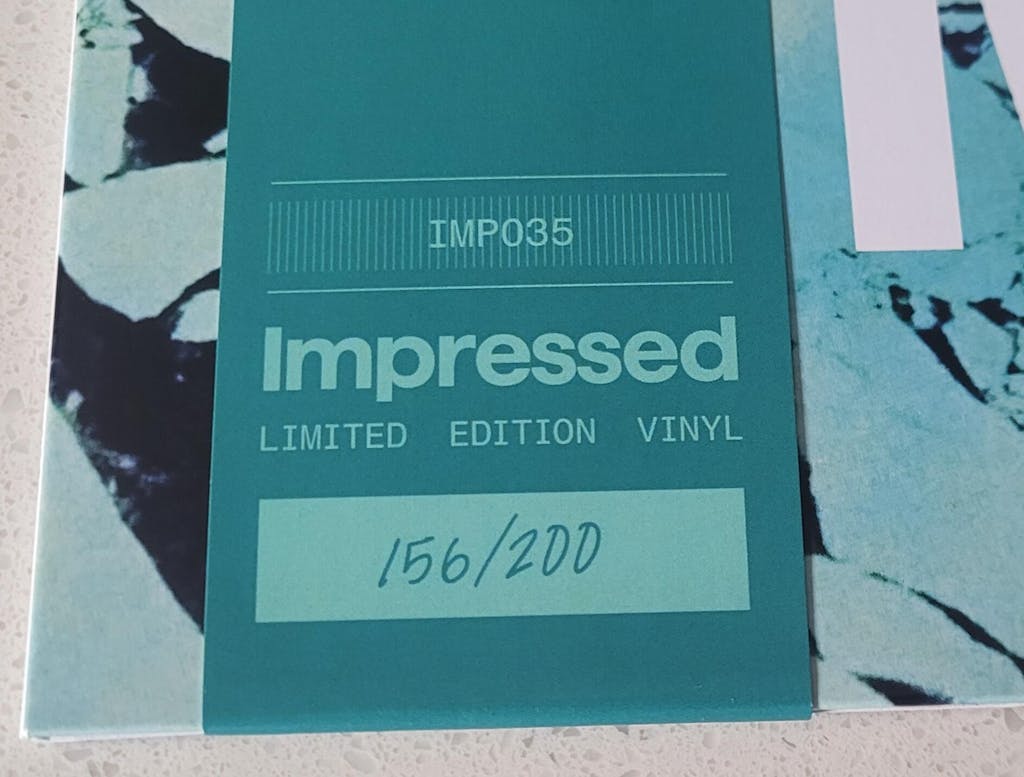 IMP035
Impressed
LIMITED EDITION VINYL
156/200